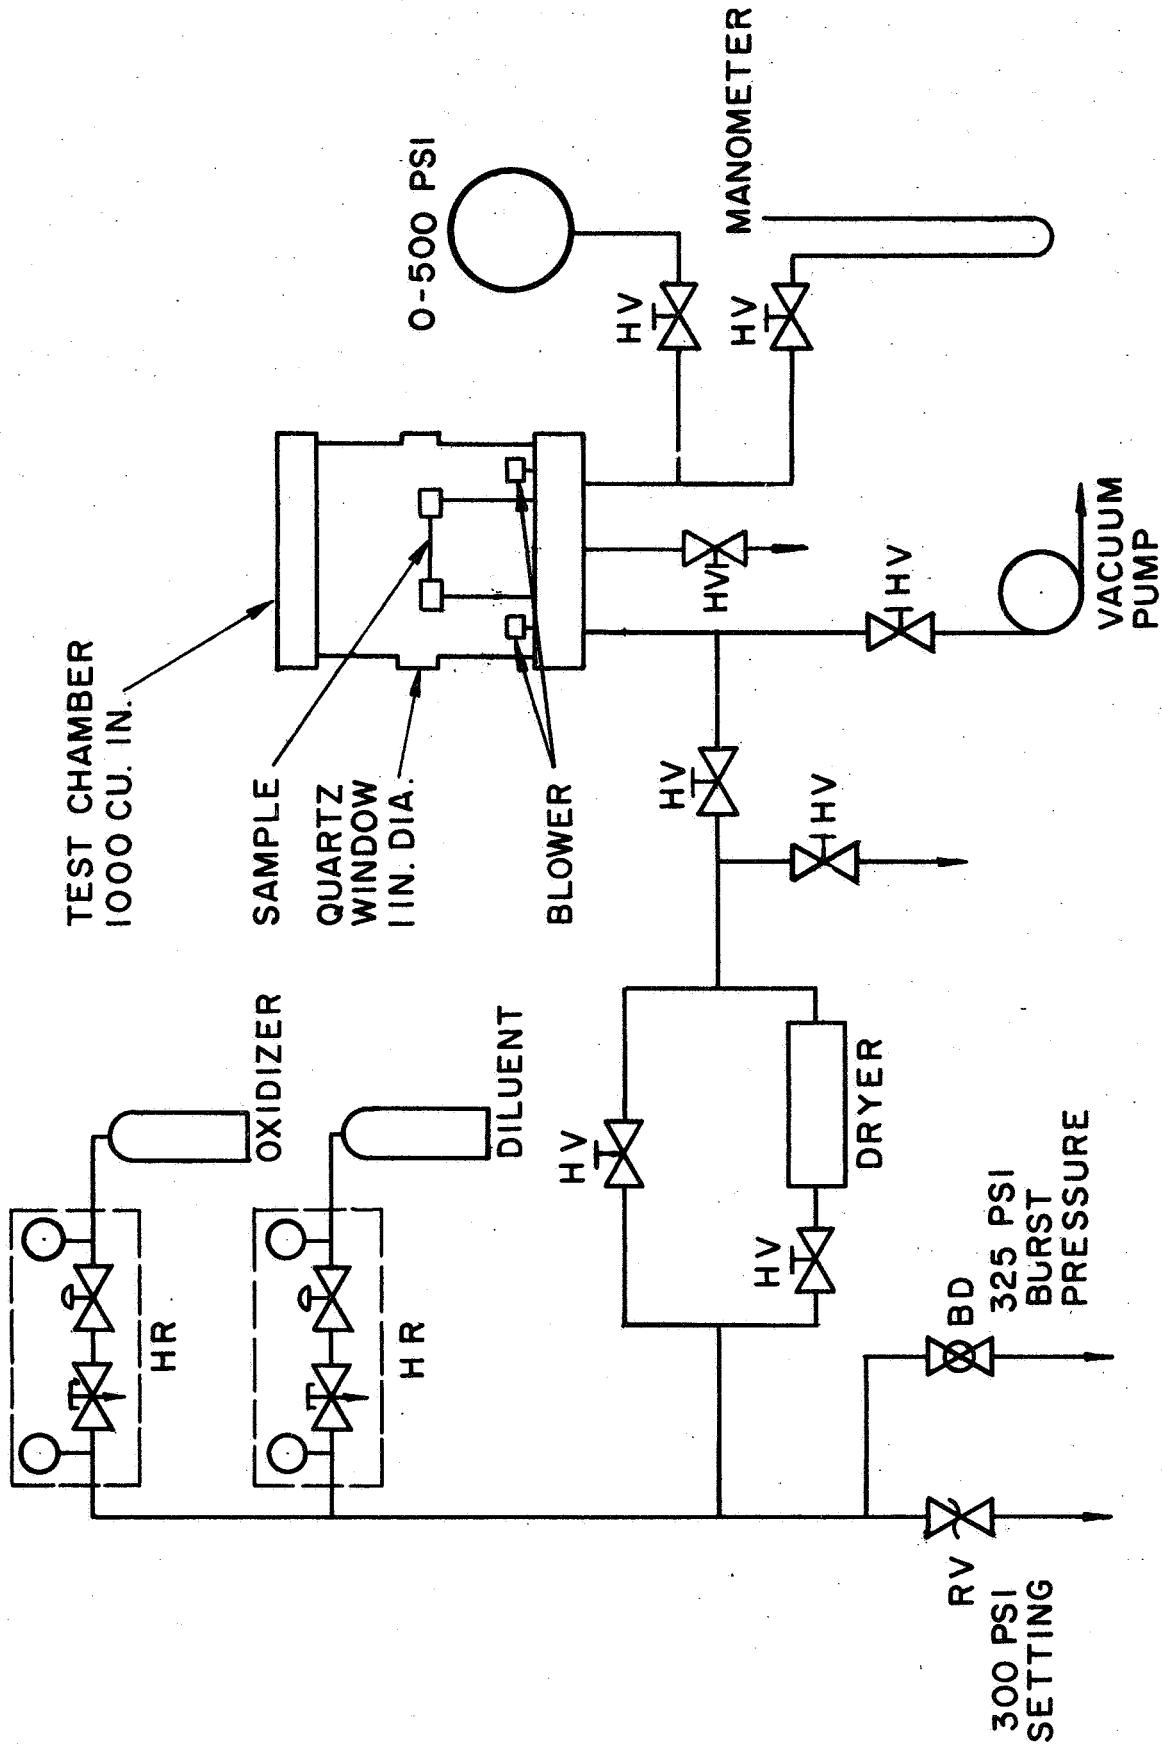 TEST CHAMBER
1000 CU. IN.
SAMPLE
QUARTZ
WINDOW
1 IN. DIA.
BLOWER
0-500 PSI
HV
MANOMETER
HV
HV
HV
VACUUM
PUMP
HV
HV
OXIDIZER
HR
DILUENT
HR
HV
HV
DRYER
BD
325 PSI
BURST
PRESSURE
RV
300 PSI
SETTING